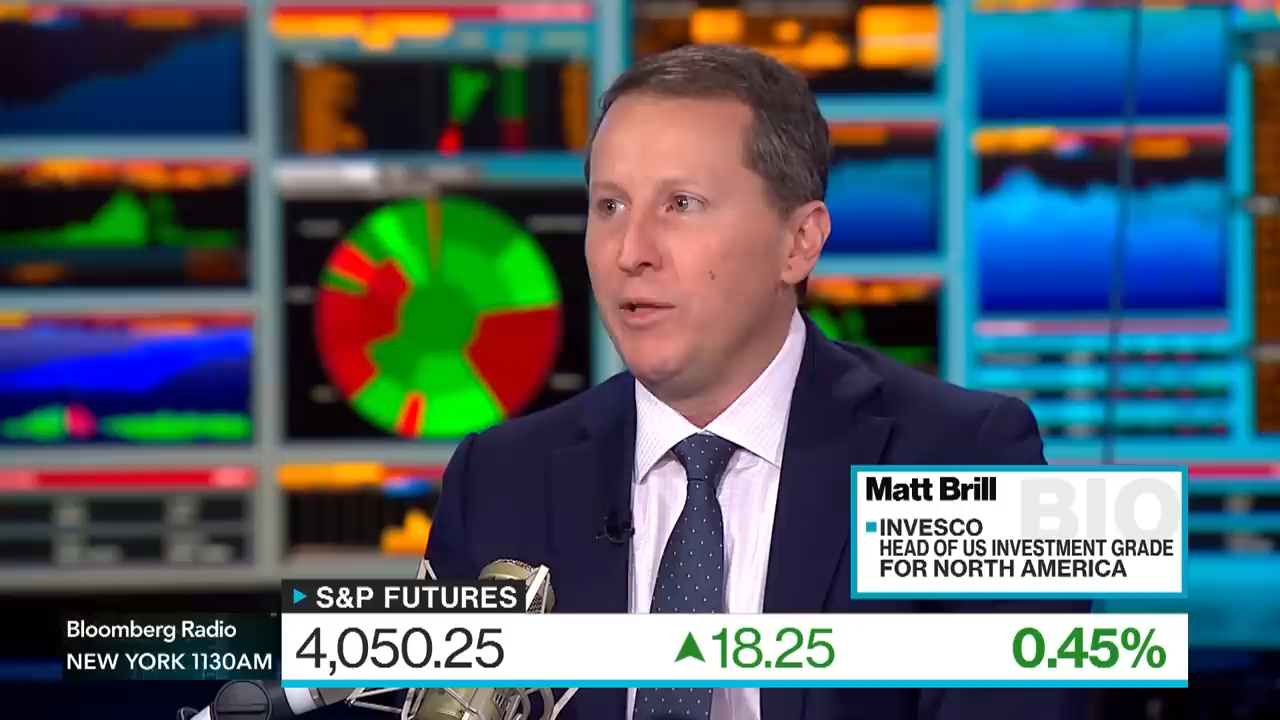 Matt Brill
BIO
INVESCO
HEAD OF US INVESTMENT GRADE
FOR NORTH AMERICA
S&P FUTURES
4,050.25 ▲18.25 0.45%
Bloomberg Radio
NEW YORK 1130AM